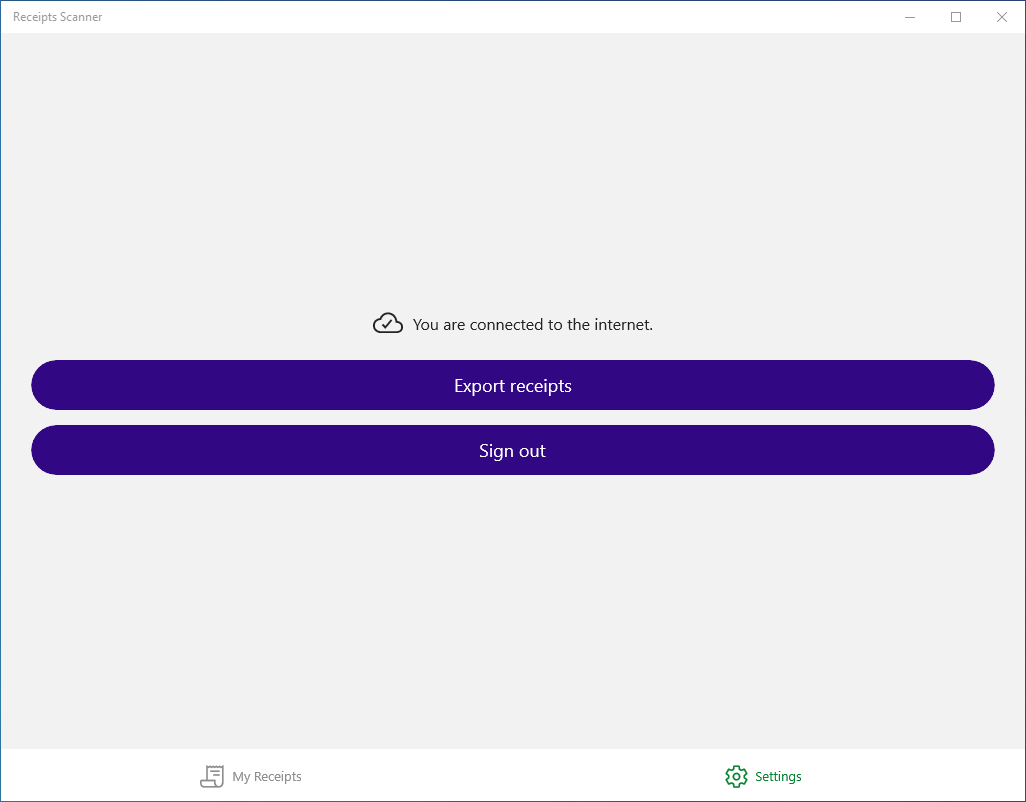 Receipts Scanner
You are connected to the internet.
Export receipts
Sign out
My Receipts
Settings